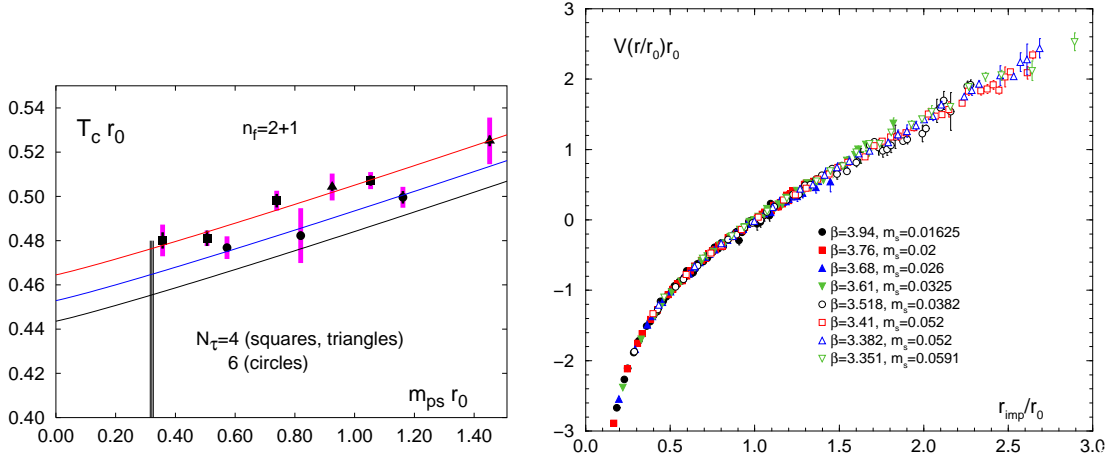 T_c r_0
n_f=2+1
0.54
0.52
0.50
0.48
0.46
0.44
0.42
0.40
N_τ=4 (squares, triangles)
6 (circles)
m_ps r_0
0.00 0.20 0.40 0.60 0.80 1.00 1.20 1.40
V(r/r_0)r_0
3
2
1
0
−1
−2
−3
β=3.94, m_s=0.01625
β=3.76, m_s=0.02
β=3.68, m_s=0.026
β=3.61, m_s=0.0325
β=3.518, m_s=0.0382
β=3.41, m_s=0.052
β=3.382, m_s=0.052
β=3.351, m_s=0.0591
r_imp/r_0
0.0 0.5 1.0 1.5 2.0 2.5 3.0